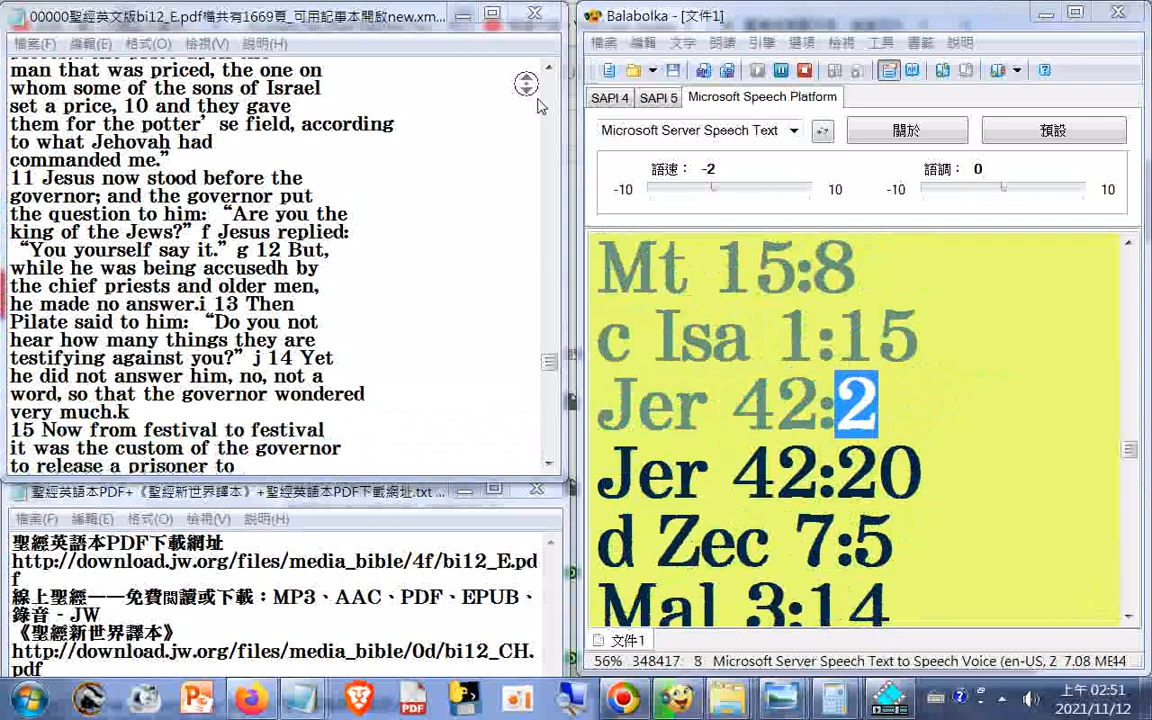 00000聖經英文版bi12_E.pdf檔共有1669頁_可用記事本開啟new.xm...
檔案(F) 編輯(E) 格式(O) 檢視(V) 說明(H)
man that was priced, the one on
whom some of the sons of Israel
set a price, 10 and they gave
them for the potter’ se field, according
to what Jehovah had
commanded me.”
11 Jesus now stood before the
governor; and the governor put
the question to him: “Are you the
king of the Jews?” f Jesus replied:
“You yourself say it.” g 12 But,
while he was being accusedh by
the chief priests and older men,
he made no answer.i 13 Then
Pilate said to him: “Do you not
hear how many things they are
testifying against you?” j 14 Yet
he did not answer him, no, not a
word, so that the governor wondered
very much.k
15 Now from festival to festival
it was the custom of the governor
to release a prisoner to
聖經英語本PDF+《聖經新世界譯本》+聖經英語本PDF下載網址.txt ...
檔案(F) 編輯(E) 格式(O) 檢視(V) 說明(H)
聖經英語本PDF下載網址
http://download.jw.org/files/media_bible/4f/bi12_E.pd
f
線上聖經——免費閱讀或下載：MP3、AAC、PDF、EPUB、
錄音 - JW
《聖經新世界譯本》
http://download.jw.org/files/media_bible/0d/bi12_CH.
pdf
Balabolka - [文件1]
檔案 編輯 文字 朗讀 引擎 選項 檢視 工具 書籤 說明
SAPI 4 SAPI 5 Microsoft Speech Platform
Microsoft Server Speech Text 關於 預設
語速： -2 語調： 0
-10 10 -10 10
Mt 15:8
c Isa 1:15
Jer 42:2
Jer 42:20
d Zec 7:5
Mal 3:14
文件1
56% 348417: 8 Microsoft Server Speech Text to Speech Voice (en-US, 2 7.08 ME44
上午 02:51
2021/11/12